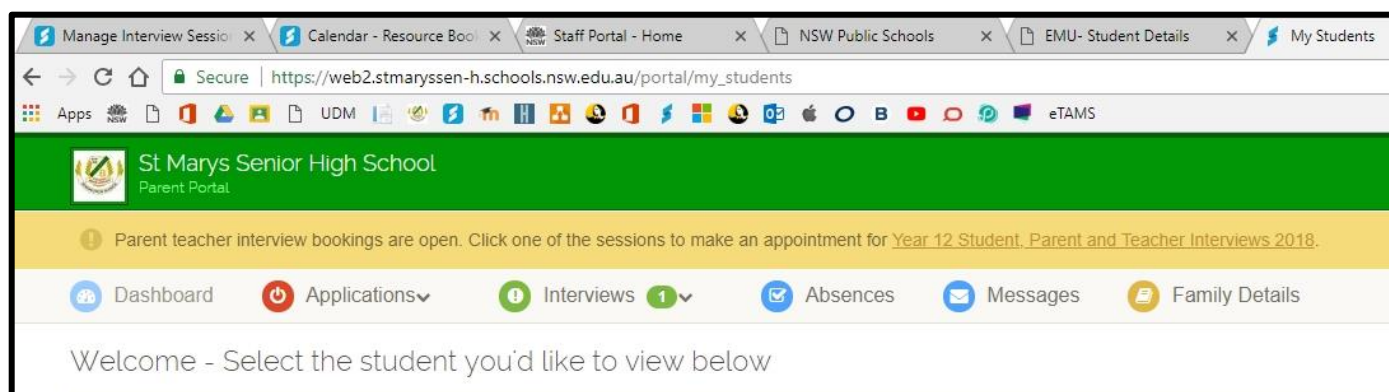 Manage Interview Session Calendar - Resource Boo Staff Portal - Home NSW Public Schools EMU- Student Details My Students
Secure | https://web2.stmaryssen-h.schools.nsw.edu.au/portal/my_students
Apps UDM eTAMS
St Marys Senior High School
Parent Portal
Parent teacher interview bookings are open. Click one of the sessions to make an appointment for Year 12 Student, Parent and Teacher Interviews 2018.
Dashboard Applications Interviews 1 Absences Messages Family Details
Welcome - Select the student you'd like to view below